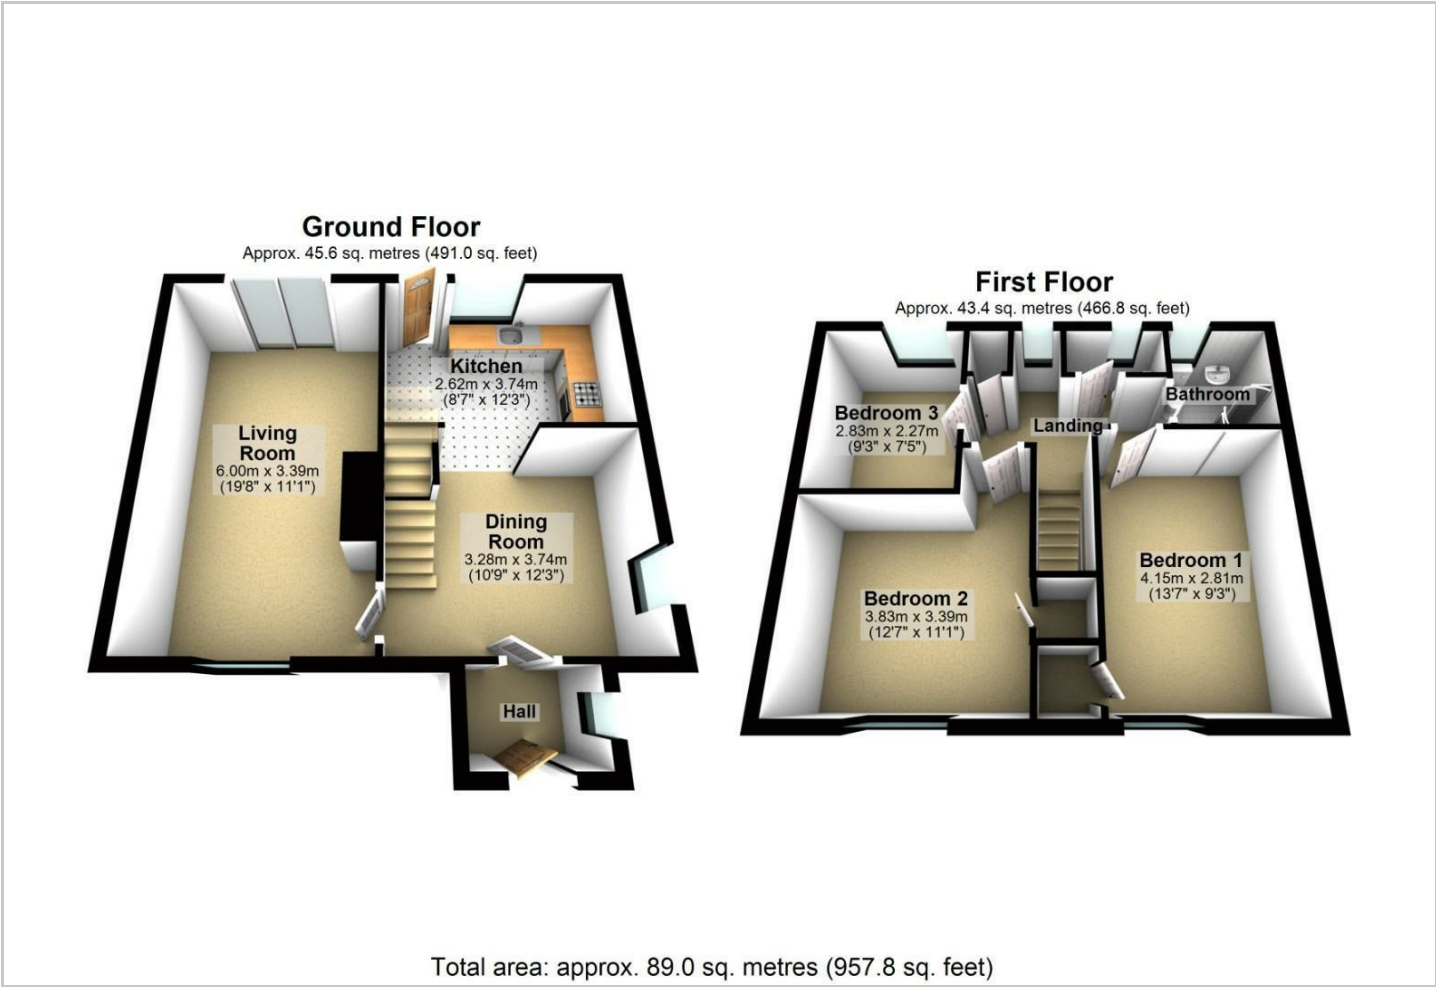 Ground Floor
Approx. 45.6 sq. metres (491.0 sq. feet)
Kitchen
2.62m x 3.74m
(8'7" x 12'3")
Living
Room
6.00m x 3.39m
(19'8" x 11'1")
Dining
Room
3.28m x 3.74m
(10'9" x 12'3")
Hall
First Floor
Approx. 43.4 sq. metres (466.8 sq. feet)
Bathroom
Bedroom 3
2.83m x 2.27m
(9'3" x 7'5")
Landing
Bedroom 1
4.15m x 2.81m
(13'7" x 9'3")
Bedroom 2
3.83m x 3.39m
(12'7" x 11'1")
Total area: approx. 89.0 sq. metres (957.8 sq. feet)